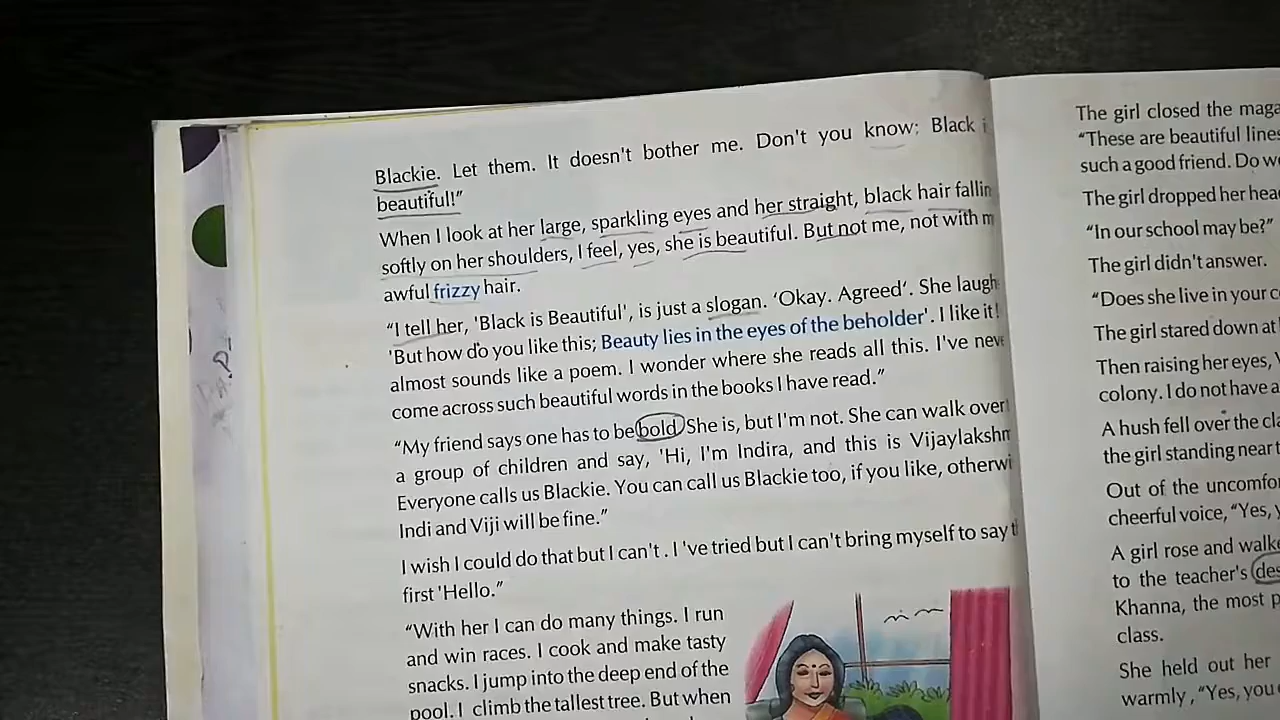 Blackie. Let them. It doesn't bother me. Don't you know: Black
beautiful!"
When I look at her large, sparkling eyes and her straight, black hair
softly on her shoulders, I feel, yes, she is beautiful. But not me, not with
awful frizzy hair.
"I tell her, 'Black is Beautiful', is just a slogan. 'Okay. Agreed'. She
'But how do you like this; Beauty lies in the eyes of the beholder'. I like it!
almost sounds like a poem. I wonder where she reads all this. I've
come across such beautiful words in the books I have read."
"My friend says one has to be bold She is, but I'm not. She can walk over
a group of children and say, 'Hi, I'm Indira, and this is
Everyone calls us Blackie. You can call us Blackie too, if you like,
Indi and Viji will be fine."
I wish I could do that but I can't . I 've tried but I can't bring myself to say
first 'Hello."
"With her I can do many things. I run
and win races. I cook and make tasty
snacks. I jump into the deep end of the
pool. I climb the tallest tree. But when
The girl closed the
"These are beautiful
such a good friend. Do
The girl dropped her
"In our school may be?"
The girl didn't answer.
"Does she live in your
The girl stared down at
Then raising her eyes,
colony. I do not have a
A hush fell over the
the girl standing near
Out of the
cheerful voice, "Yes,
A girl rose and
to the teacher's
Khanna, the most
class.
She held out her
warmly ,"Yes, you